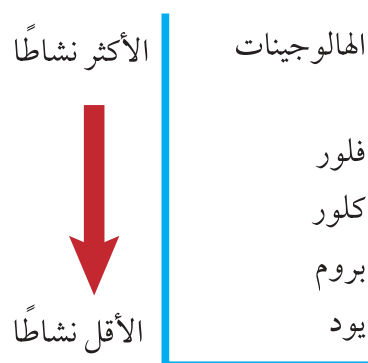 الهالوجينات
الأكثر نشاطًا
فلور
كلور
بروم
يود
الأقل نشاطًا